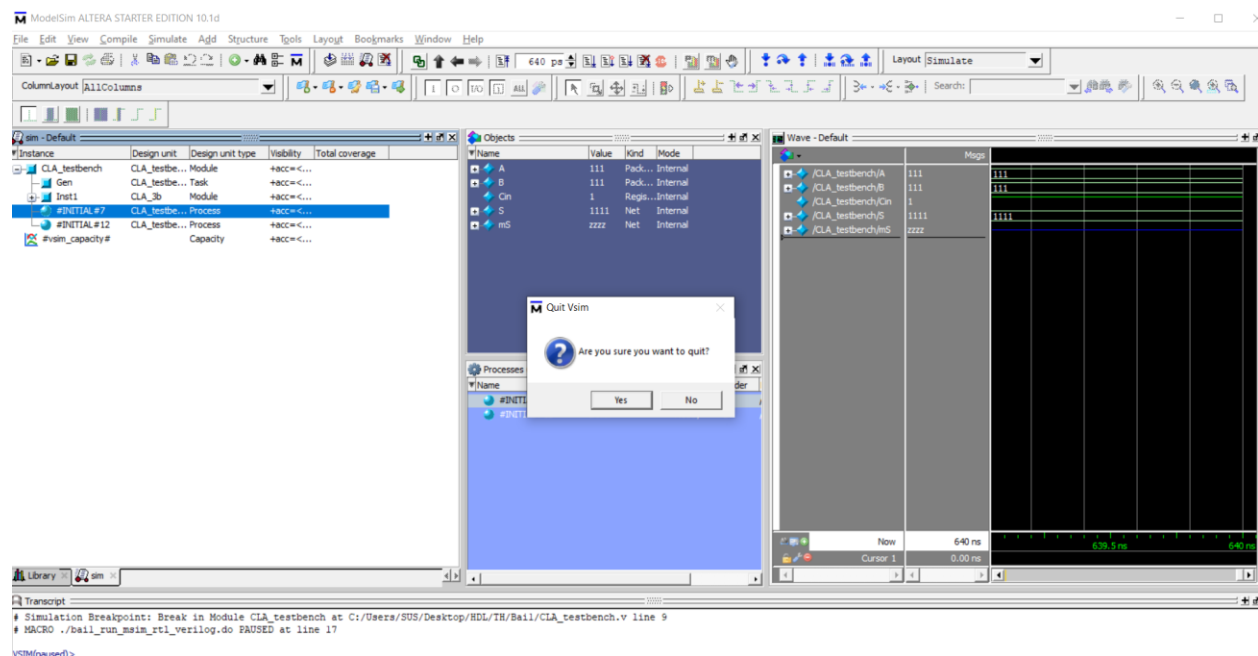 ModelSim ALTERA STARTER EDITION 10.1d
File Edit View Compile Simulate Add Structure Tools Layout Bookmarks Window Help
640 ps
Layout Simulate
ColumnLayout AllColumns
Search:
sim - Default
Instance Design unit Design unit type Visibility Total coverage
CLA_testbench CLA_testbe... Module +acc=<...
Gen CLA_testbe... Task +acc=<...
Inst1 CLA_3b Module +acc=<...
#INITIAL#7 CLA_testbe... Process +acc=<...
#INITIAL#12 CLA_testbe... Process +acc=<...
#vsim_capacity# Capacity +acc=<...
Library sim
Objects
Name Value Kind Mode
A 111 Pack... Internal
B 111 Pack... Internal
Cin 1 Regis... Internal
S 1111 Net Internal
mS zzzz Net Internal
Processes
Name
#INITI
#INITI
Quit Vsim
Are you sure you want to quit?
Yes No
Wave - Default
Msgs
/CLA_testbench/A 111 111
/CLA_testbench/B 111 111
/CLA_testbench/Cin 1
/CLA_testbench/S 1111 1111
/CLA_testbench/mS zzzz
Now 640 ns 639.5 ns 640 ns
Cursor 1 0.00 ns
Transcript
# Simulation Breakpoint: Break in Module CLA_testbench at C:/Users/SUS/Desktop/HDL/TH/Bai1/CLA_testbench.v line 9
# MACRO ./bai1_run_msim_rtl_verilog.do PAUSED at line 17
VSIM(paused)>